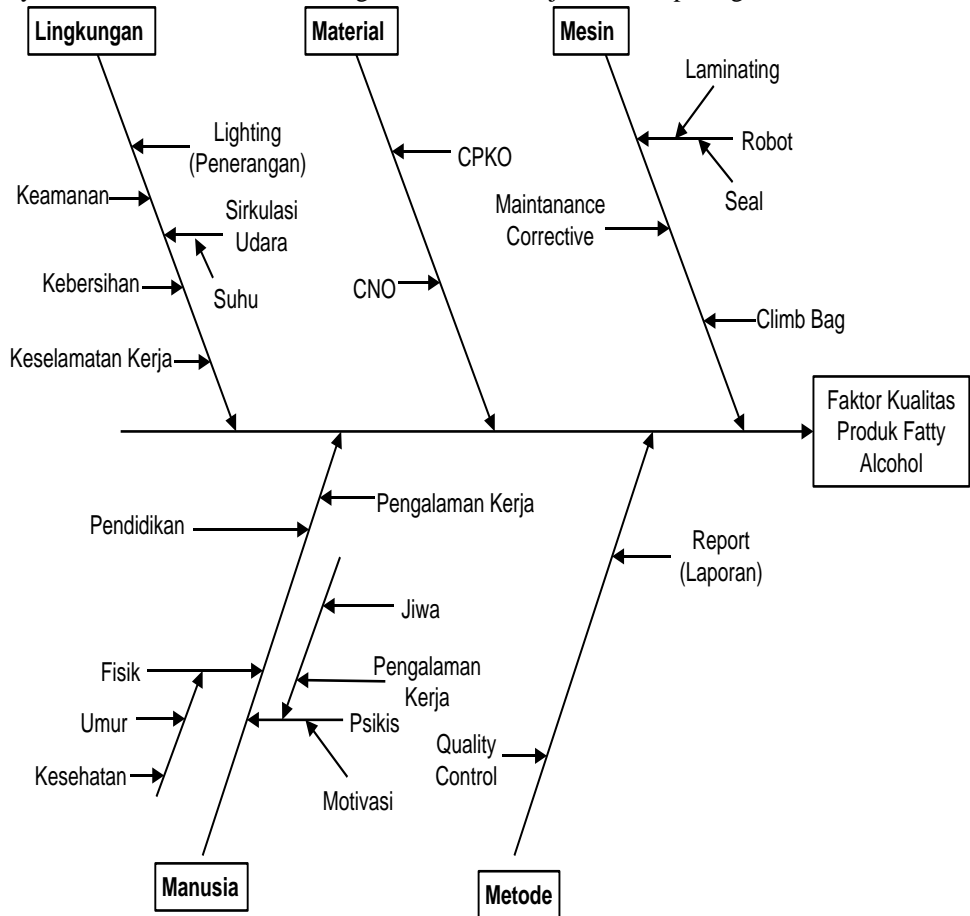 Lingkungan
Material
Mesin
Laminating
Lighting
(Penerangan)
CPKO
Robot
Keamanan
Sirkulasi
Udara
Maintanance
Corrective
Seal
Kebersihan
Suhu
CNO
Climb Bag
Keselamatan Kerja
Faktor Kualitas
Produk Fatty
Alcohol
Pengalaman Kerja
Pendidikan
Report
(Laporan)
Jiwa
Fisik
Pengalaman
Kerja
Umur
Psikis
Quality
Control
Kesehatan
Motivasi
Manusia
Metode